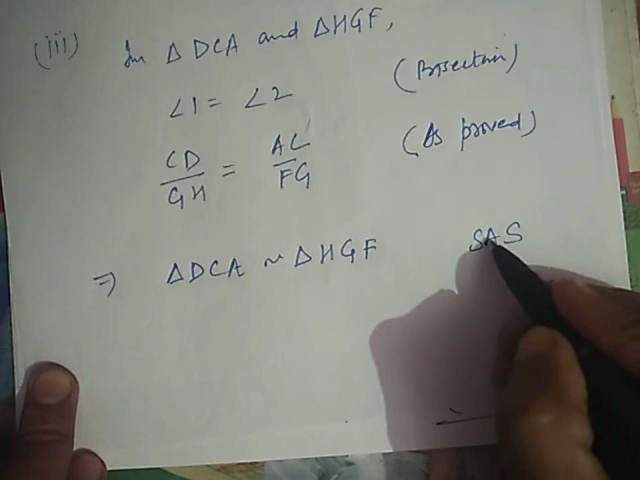 (iii) In ΔDCA and ΔHGF,
∠1 = ∠2 (Bisection)
CD/GH = AC/FG (As proved)
⇒ ΔDCA ~ ΔHGF SAS